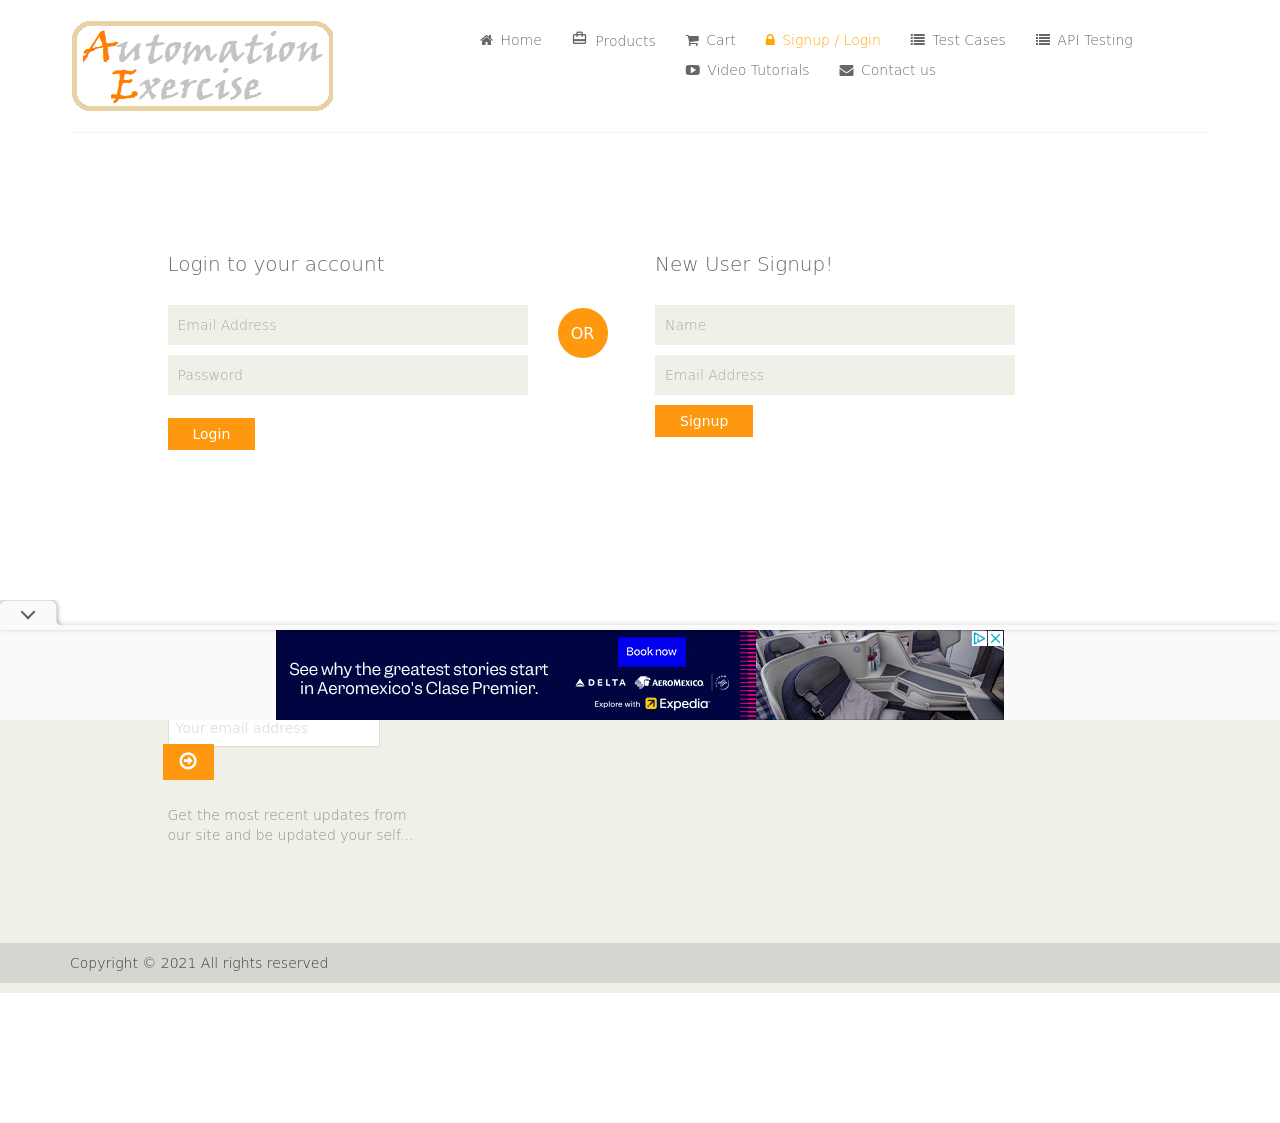 Automation
Exercise
Home
Products
Cart
Signup / Login
Test Cases
API Testing
Video Tutorials
Contact us
Login to your account
Email Address
Password
Login
OR
New User Signup!
Name
Email Address
Signup
See why the greatest stories start
in Aeromexico's Clase Premier.
Book now
DELTA AEROMEXICO
Explore with Expedia
Your email address
Get the most recent updates from
our site and be updated your self...
Copyright © 2021 All rights reserved